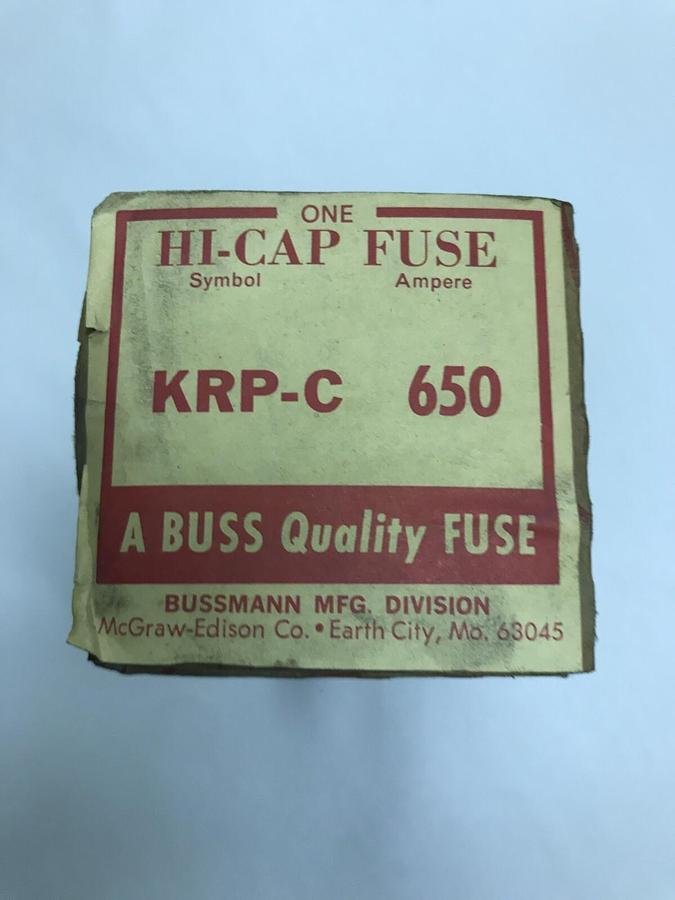 ONE
HI-CAP FUSE
Symbol Ampere
KRP-C 650
A BUSS Quality FUSE
BUSSMANN MFG. DIVISION
McGraw-Edison Co. • Earth City, Mo. 63045